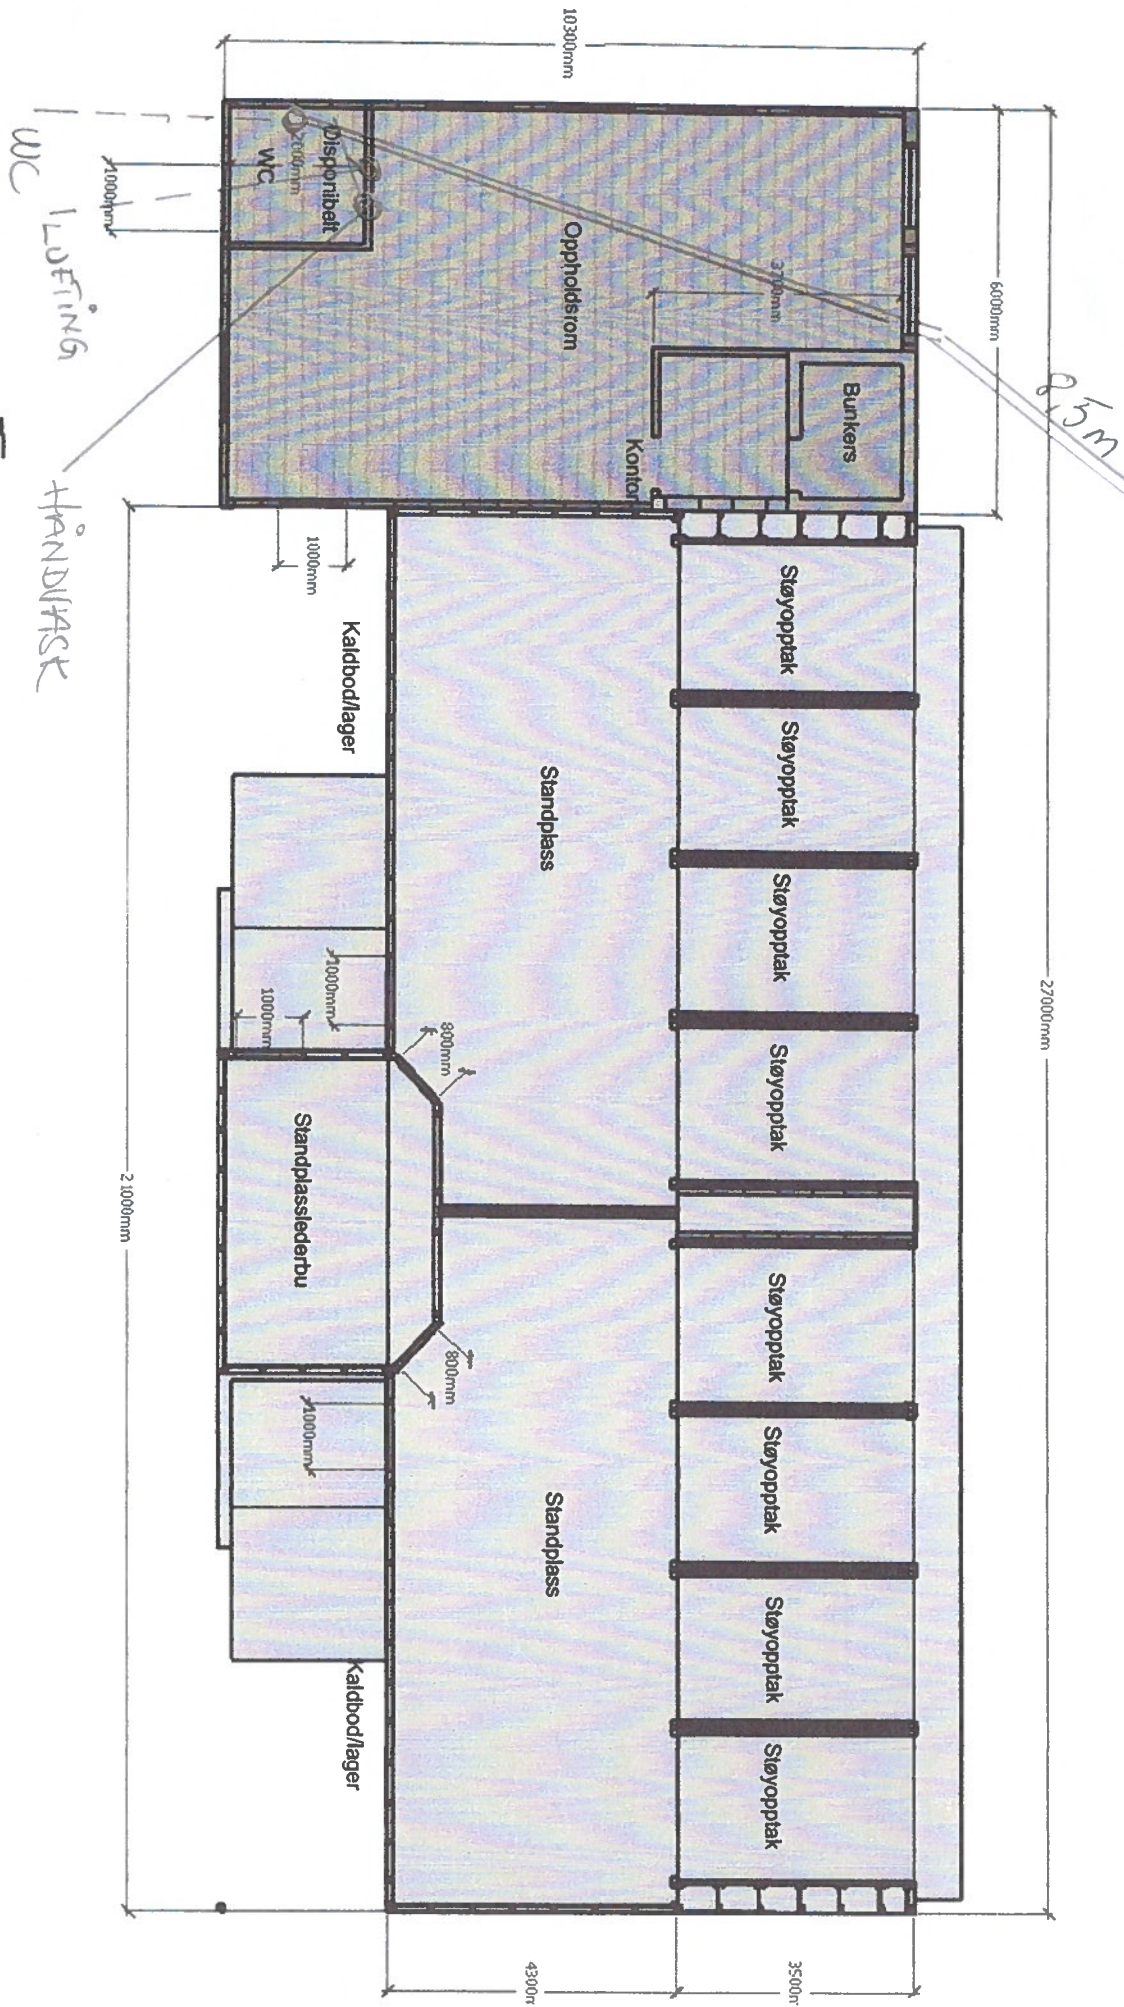 10300mm
27000mm
6000mm
8,5m
Disponibelt
2000mm
WC
1000mm
WC
LUFTING
HÅNDVASK
Oppholdsrom
3700mm
Bunkers
Kontor
1000mm
Kaldbod/lager
Støyopptak
Støyopptak
Støyopptak
Støyopptak
Støyopptak
Støyopptak
Støyopptak
Støyopptak
Standplass
Standplass
1000mm
1000mm
800mm
Standplasslederbu
800mm
1000mm
Kaldbod/lager
21000mm
4300m
3500m